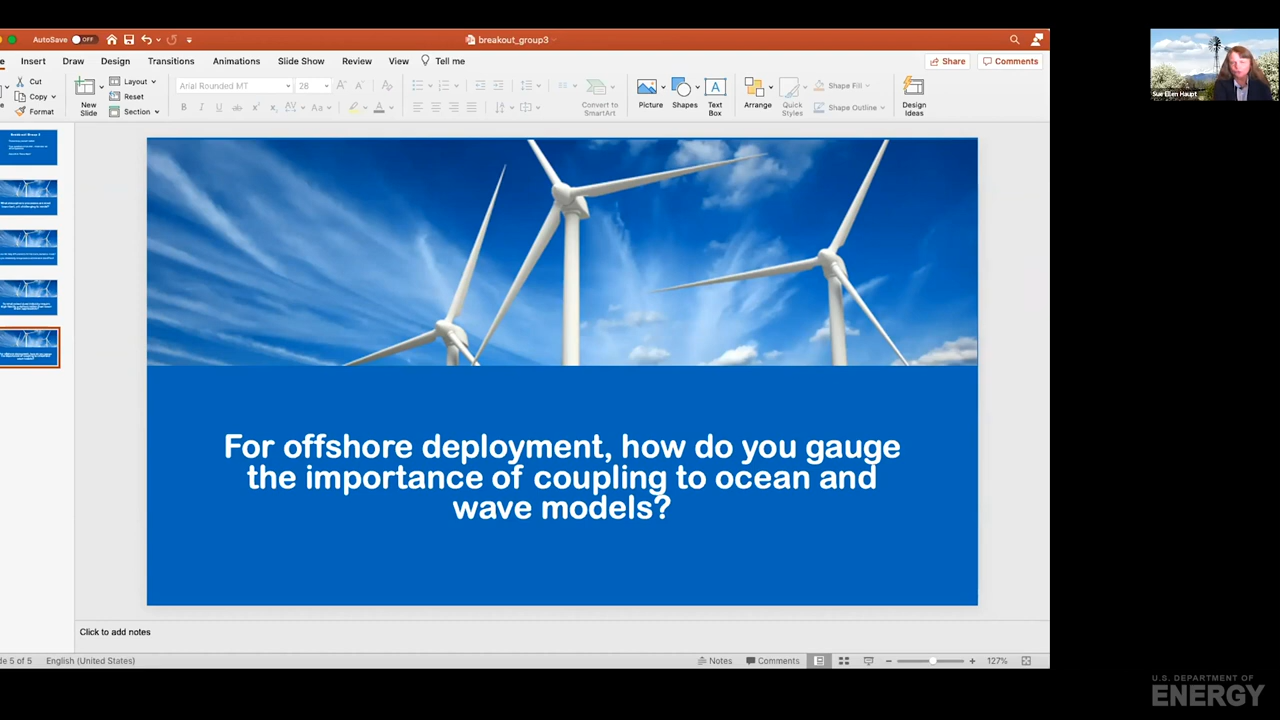 AutoSave OFF
breakout_group3
Insert Draw Design Transitions Animations Slide Show Review View Tell me
Share Comments
Cut
Copy
Format
New Slide
Layout
Reset
Section
Arial Rounded MT 28
Convert to SmartArt
Picture
Shapes
Text Box
Arrange
Quick Styles
Shape Fill
Shape Outline
Design Ideas
Sue Ellen Haupt
For offshore deployment, how do you gauge
the importance of coupling to ocean and
wave models?
Click to add notes
5 of 5 English (United States) Notes Comments 127%
U.S. DEPARTMENT OF
ENERGY